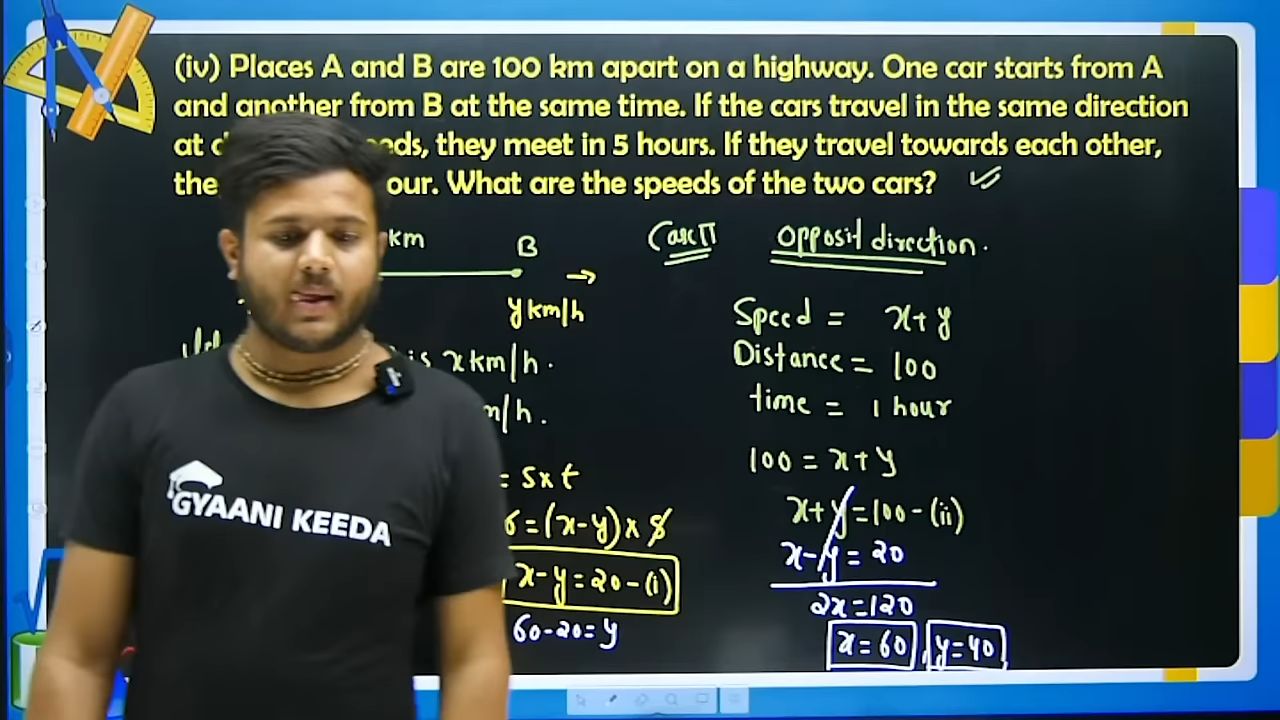 (iv) Places A and B are 100 km apart on a highway. One car starts from A
and another from B at the same time. If the cars travel in the same direction
at they meet in 5 hours. If they travel towards each other,
What are the speeds of the two cars?
km B
y km/h
is x km/h.
/h.
= s x t
= (x-y) x 5
x - y = 20 - (i)
60-20=y
Case II Opposit direction.
Speed = x+y
Distance = 100
time = 1 hour
100 = x+y
x+y=100-(ii)
x-y=20
2x=120
x=60, y=40
GYAANI KEEDA